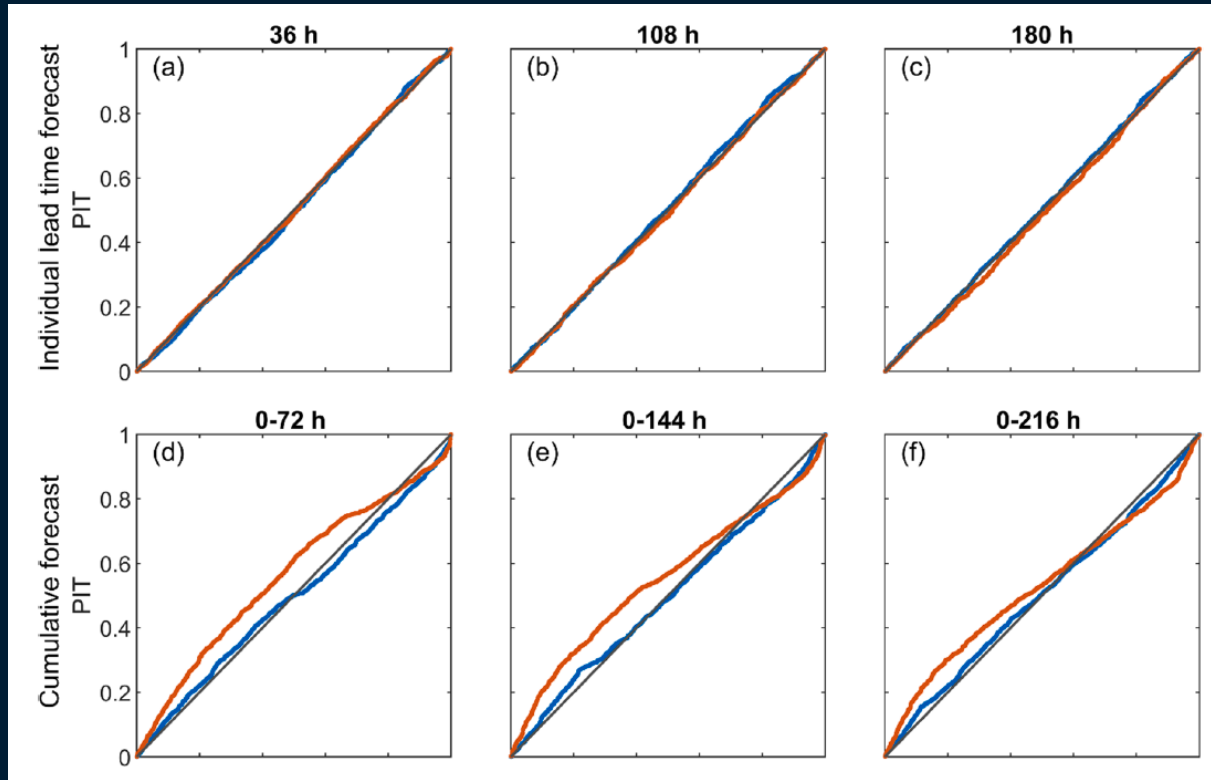 36 h
108 h
180 h
Individual lead time forecast
PIT
(a)
(b)
(c)
1
0.8
0.6
0.4
0.2
0
0-72 h
0-144 h
0-216 h
Cumulative forecast
PIT
(d)
(e)
(f)
1
0.8
0.6
0.4
0.2
0